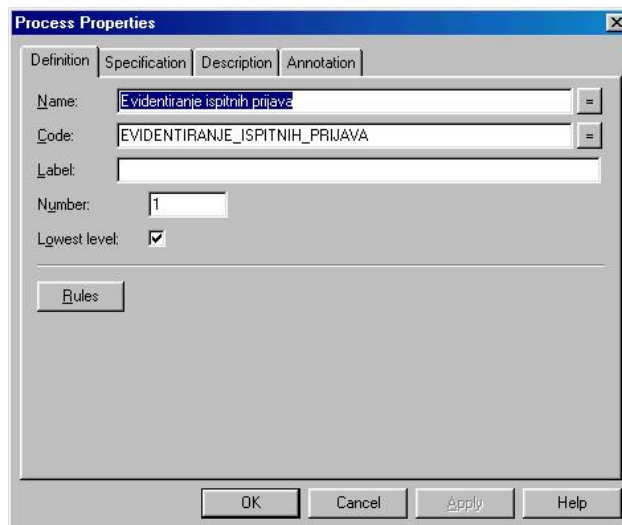 Process Properties
Definition Specification Description Annotation
Name: Evidentiranje ispitnih prijava =
Code: EVIDENTIRANJE_ISPITNIH_PRIJAVA =
Label:
Number: 1
Lowest level:
Rules
OK Cancel Apply Help